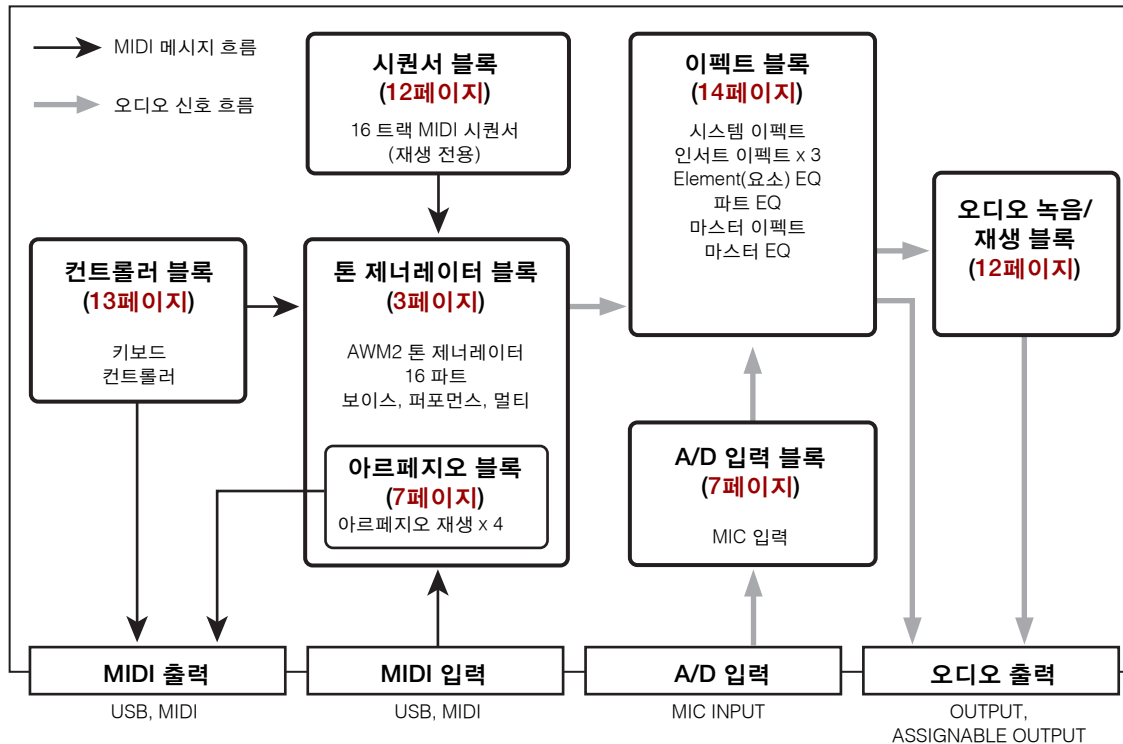 MIDI 메시지 흐름
오디오 신호 흐름
시퀀서 블록
(12페이지)
16 트랙 MIDI 시퀀서
(재생 전용)
이펙트 블록
(14페이지)
시스템 이펙트
인서트 이펙트 x 3
Element(요소) EQ
파트 EQ
마스터 이펙트
마스터 EQ
오디오 녹음/
재생 블록
(12페이지)
컨트롤러 블록
(13페이지)
키보드
컨트롤러
톤 제너레이터 블록
(3페이지)
AWM2 톤 제너레이터
16 파트
보이스, 퍼포먼스, 멀티
아르페지오 블록
(7페이지)
아르페지오 재생 x 4
A/D 입력 블록
(7페이지)
MIC 입력
MIDI 출력
USB, MIDI
MIDI 입력
USB, MIDI
A/D 입력
MIC INPUT
오디오 출력
OUTPUT,
ASSIGNABLE OUTPUT